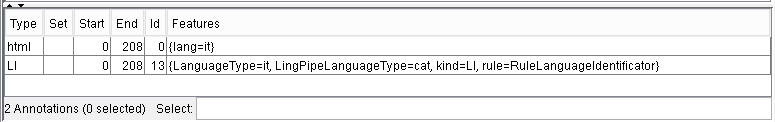 Type Set Start End Id Features
html 0 208 0 {lang=it}
LI 0 208 13 {LanguageType=it, LingPipeLanguageType=cat, kind=LI, rule=RuleLanguageIdentificator}
2 Annotations (0 selected) Select: